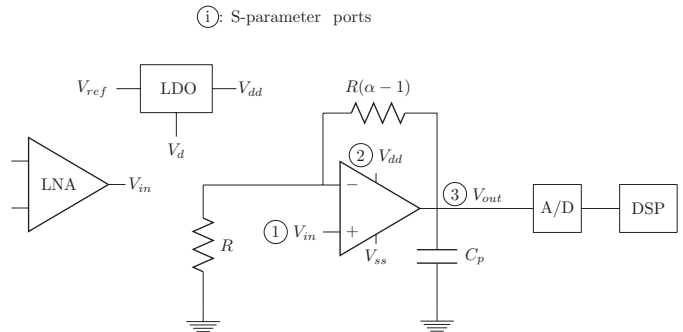 i: S-parameter ports
R(α − 1)
V_ref LDO V_dd
V_d
2 V_dd
LNA V_in
−
3 V_out
A/D DSP
1 V_in +
R
V_ss
C_p